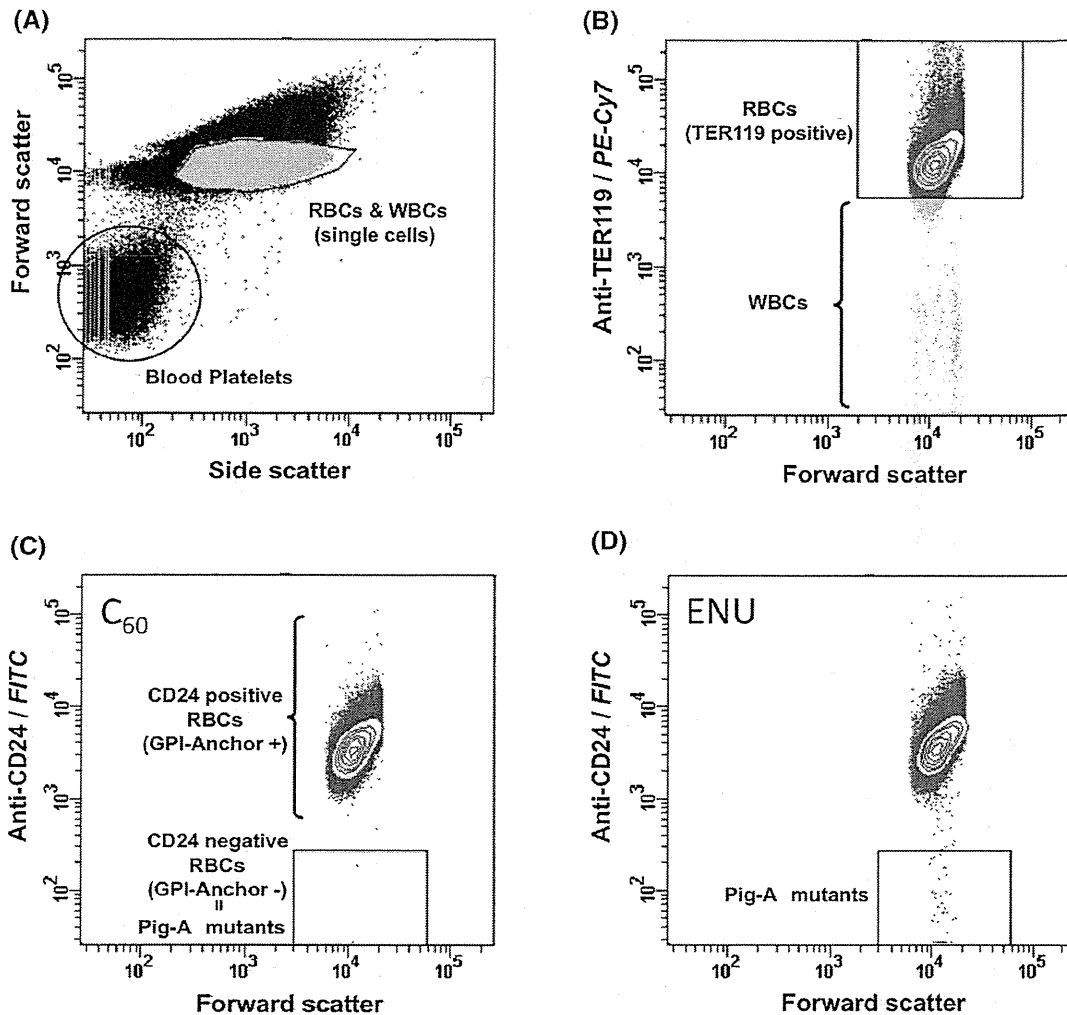 (A)
Forward scatter
10^5
10^4
10^3
10^2
RBCs & WBCs
(single cells)
Blood Platelets
10^2
10^3
10^4
10^5
Side scatter
(B)
Anti-TER119 / PE-Cy7
10^5
10^4
10^3
10^2
RBCs
(TER119 positive)
WBCs
10^2
10^3
10^4
10^5
Forward scatter
(C)
Anti-CD24 / FITC
10^5
10^4
10^3
10^2
C60
CD24 positive
RBCs
(GPI-Anchor +)
CD24 negative
RBCs
(GPI-Anchor -)
=
Pig-A mutants
10^2
10^3
10^4
10^5
Forward scatter
(D)
Anti-CD24 / FITC
10^5
10^4
10^3
10^2
ENU
Pig-A mutants
10^2
10^3
10^4
10^5
Forward scatter